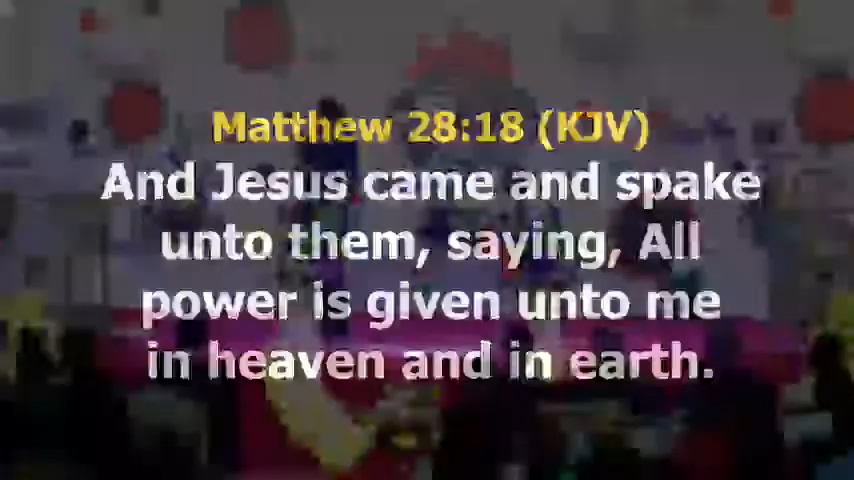 Matthew 28:18 (KJV)
And Jesus came and spake
unto them, saying, All
power is given unto me
in heaven and in earth.